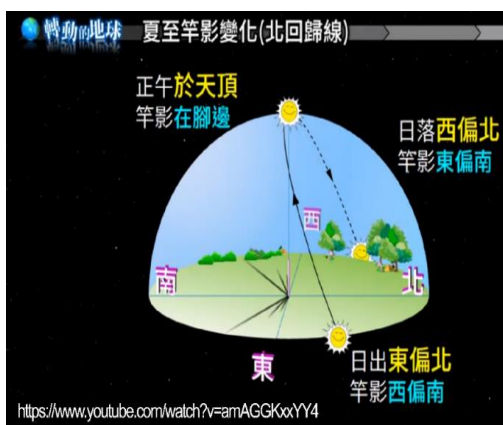 轉動的地球 夏至竿影變化(北回歸線)
正午於天頂
竿影在腳邊
日落西偏北
竿影東偏南
西
南
北
東
日出東偏北
竿影西偏南
https://www.youtube.com/watch?v=amAGGKxxYY4